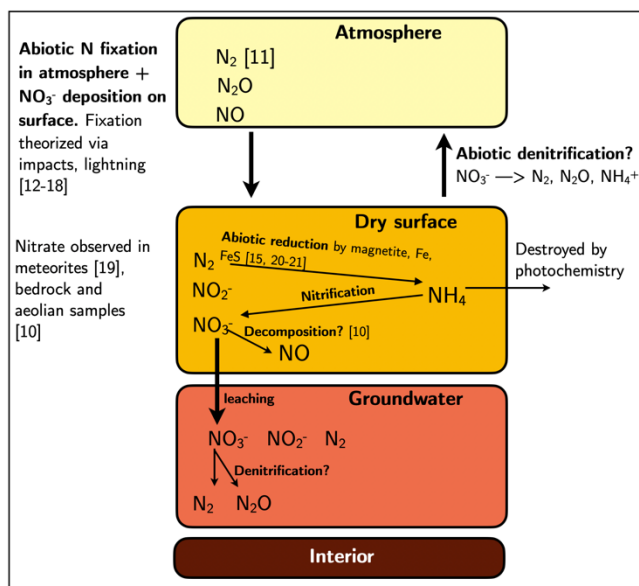 Atmosphere
N₂ [11]
N₂O
NO
Abiotic N fixation
in atmosphere +
NO₃⁻ deposition on
surface. Fixation
theorized via
impacts, lightning
[12-18]
Abiotic denitrification?
NO₃⁻ —> N₂, N₂O, NH₄⁺
Dry surface
Nitrate observed in
meteorites [19],
bedrock and
aeolian samples
[10]
Abiotic reduction by magnetite, Fe,
FeS [15, 20-21]
N₂
NO₂⁻
NO₃⁻
Nitrification
NH₄
Decomposition? [10]
NO
Destroyed by
photochemistry
leaching
Groundwater
NO₃⁻ NO₂⁻ N₂
Denitrification?
N₂ N₂O
Interior